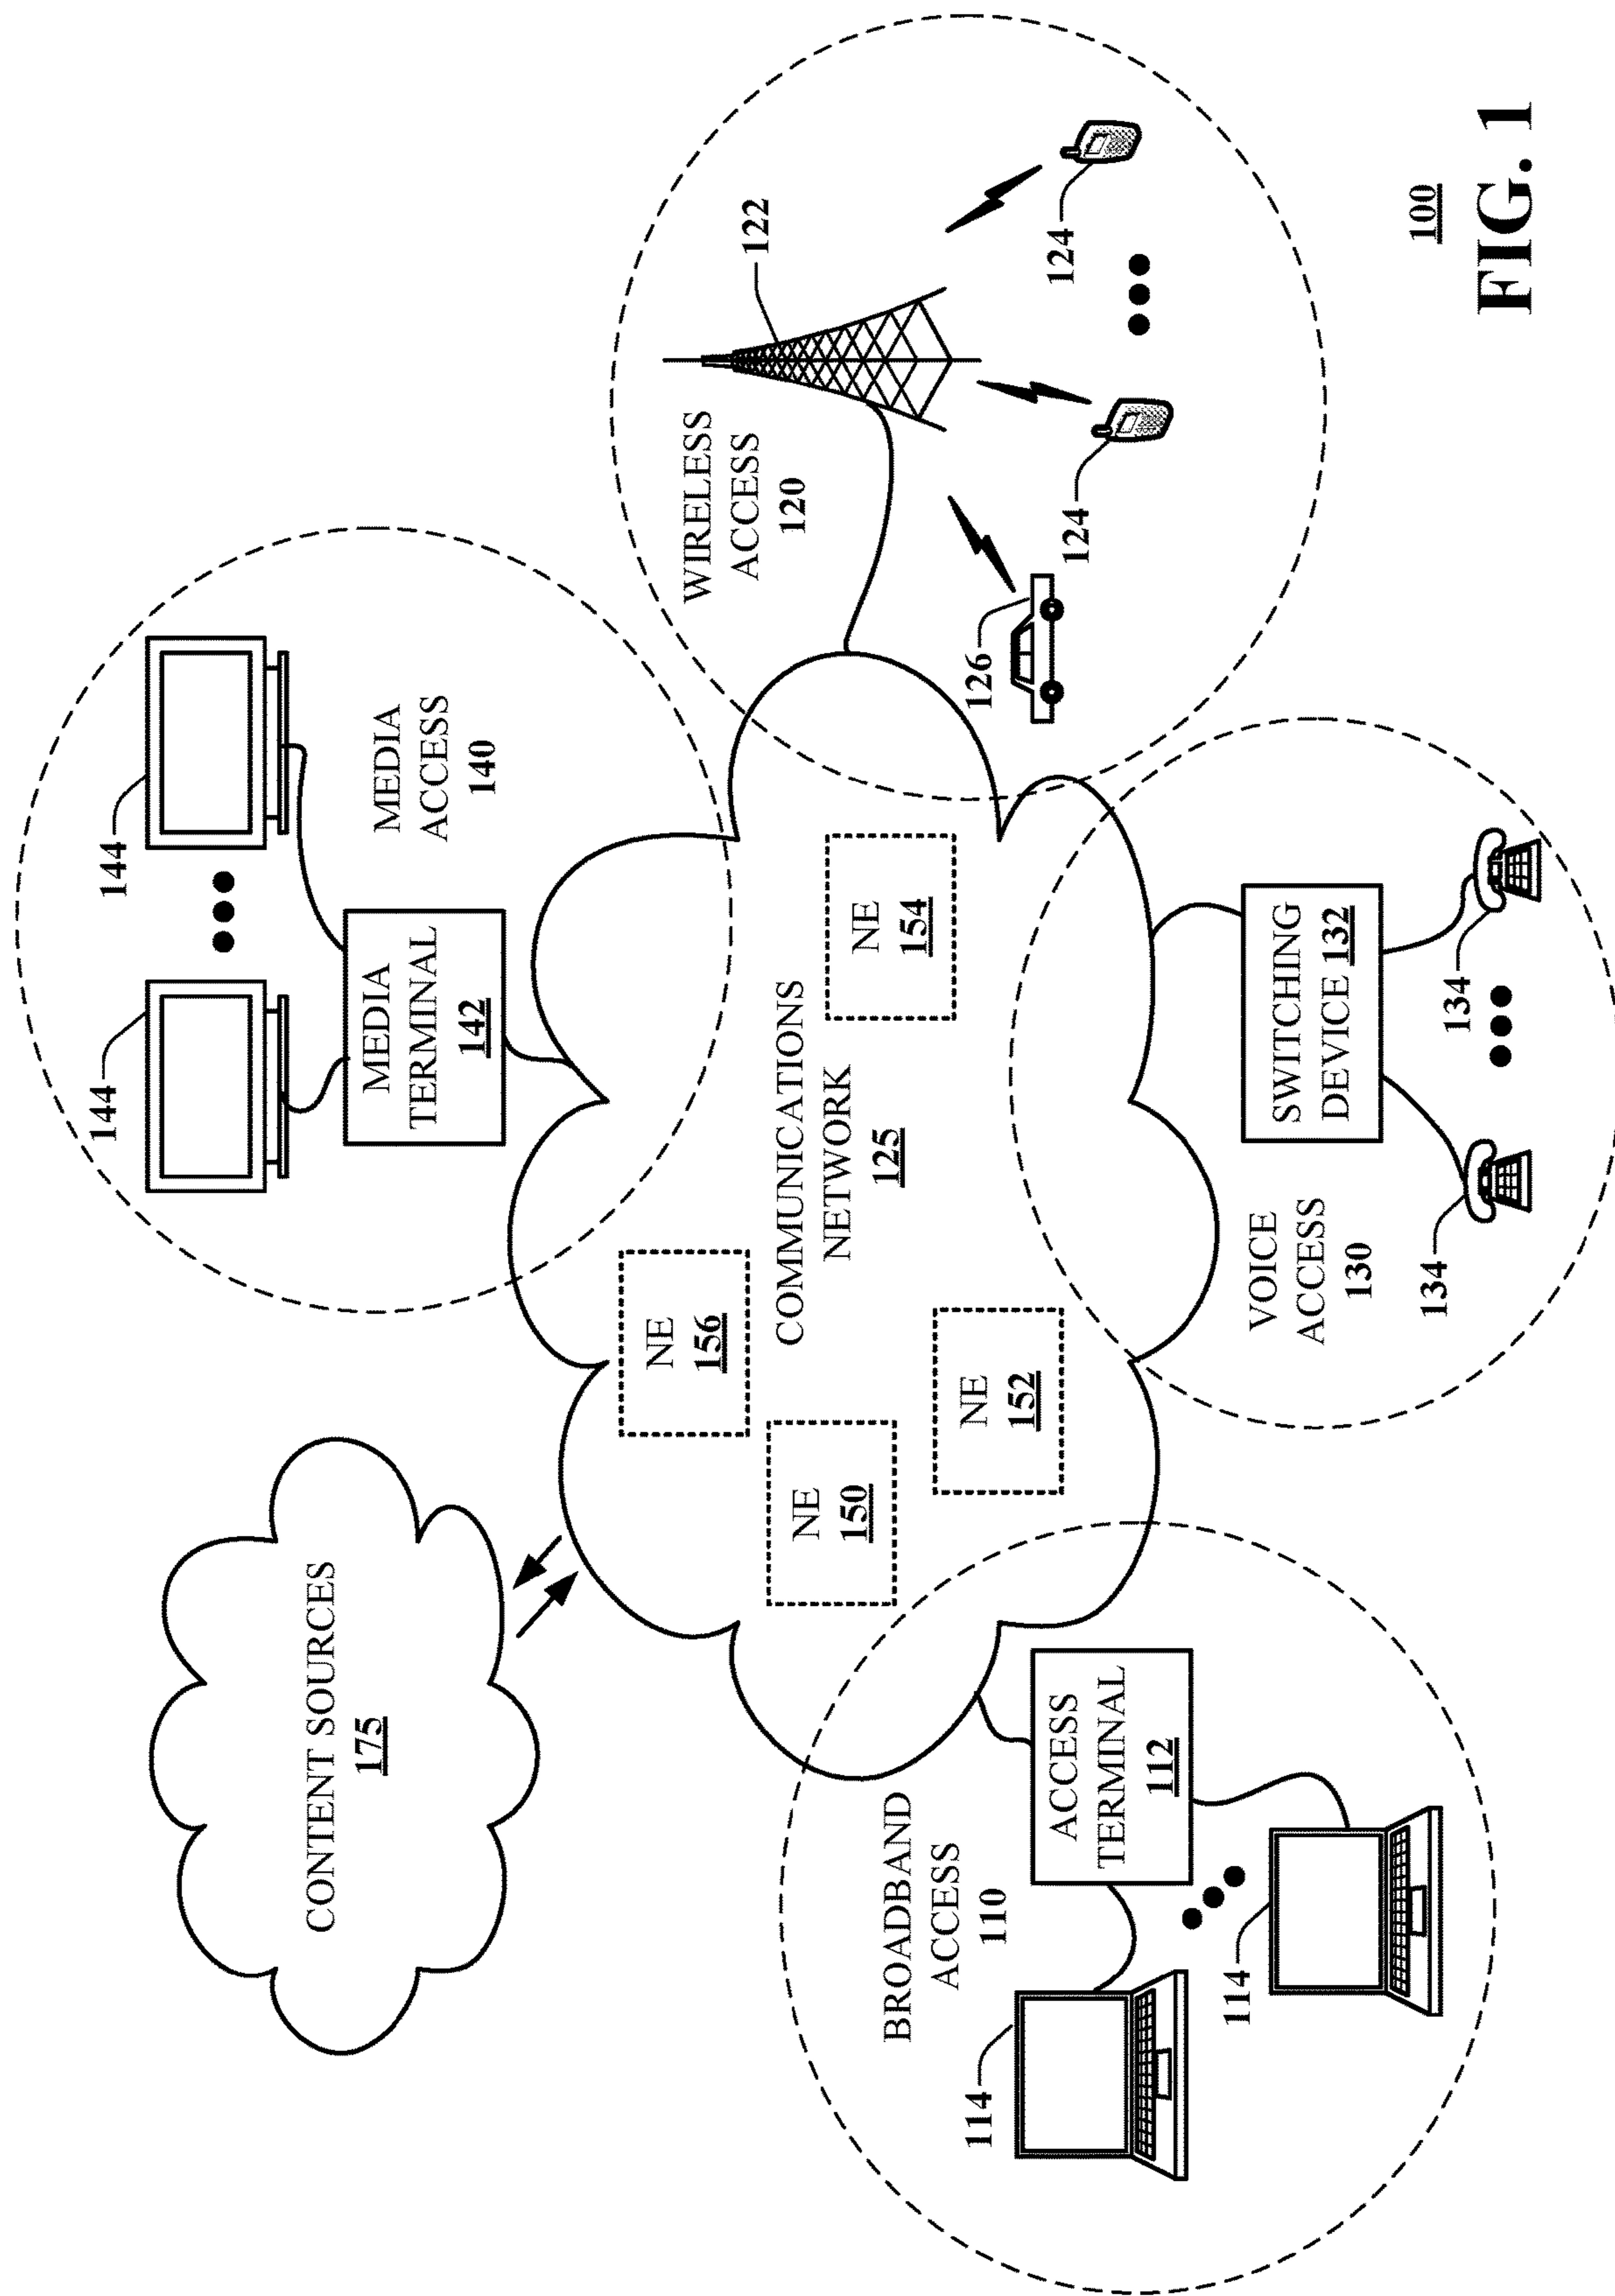 CONTENT SOURCES
175
144
144
MEDIA
TERMINAL
142
MEDIA
ACCESS
140
NE
156
NE
150
NE
152
COMMUNICATIONS
NETWORK
125
NE
154
WIRELESS
ACCESS
120
122
124
124
126
BROADBAND
ACCESS
110
ACCESS
TERMINAL
112
114
114
VOICE
ACCESS
130
SWITCHING
DEVICE 132
134
134
100
FIG. 1